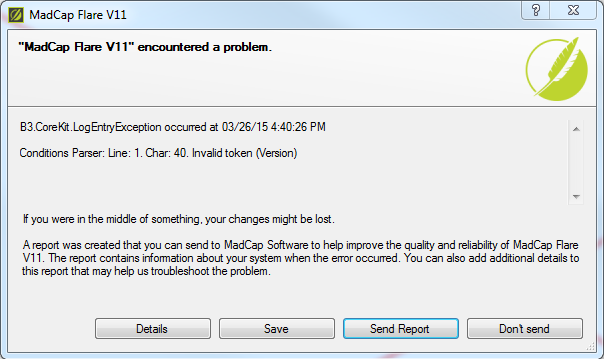 MadCap Flare V11
"MadCap Flare V11" encountered a problem.
B3.CoreKit.LogEntryException occurred at 03/26/15 4:40:26 PM
Conditions Parser: Line: 1. Char: 40. Invalid token (Version)
If you were in the middle of something, your changes might be lost.
A report was created that you can send to MadCap Software to help improve the quality and reliability of MadCap Flare
V11. The report contains information about your system when the error occurred. You can also add additional details to
this report that may help us troubleshoot the problem.
Details Save Send Report Don't send